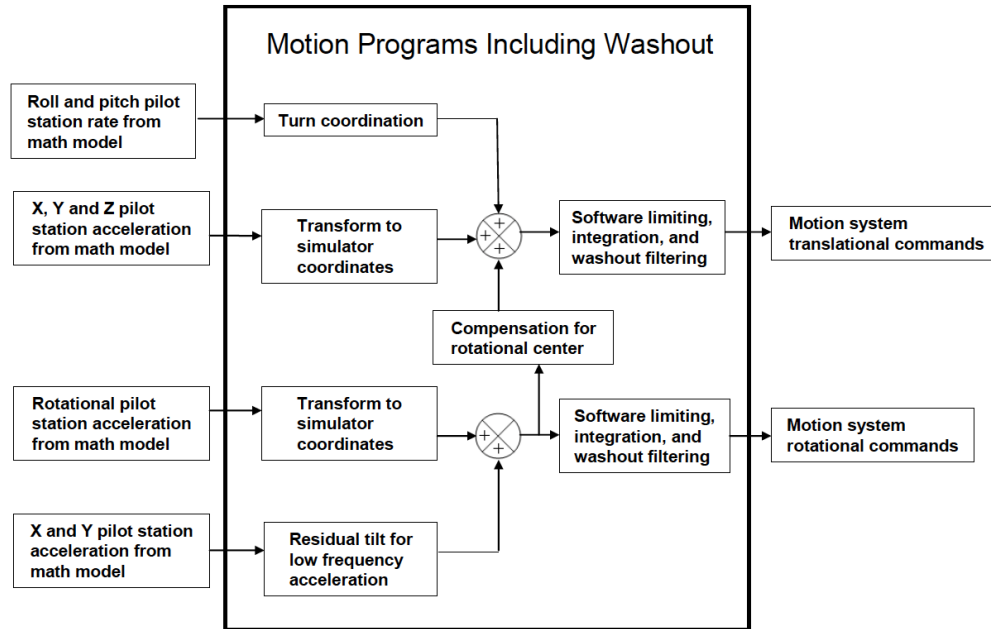 Motion Programs Including Washout
Roll and pitch pilot
station rate from
math model
Turn coordination
X, Y and Z pilot
station acceleration
from math model
Transform to
simulator
coordinates
+
+
+
Software limiting,
integration, and
washout filtering
Motion system
translational commands
Compensation for
rotational center
Rotational pilot
station acceleration
from math model
Transform to
simulator
coordinates
+
+
Software limiting,
integration, and
washout filtering
Motion system
rotational commands
X and Y pilot station
acceleration from
math model
Residual tilt for
low frequency
acceleration